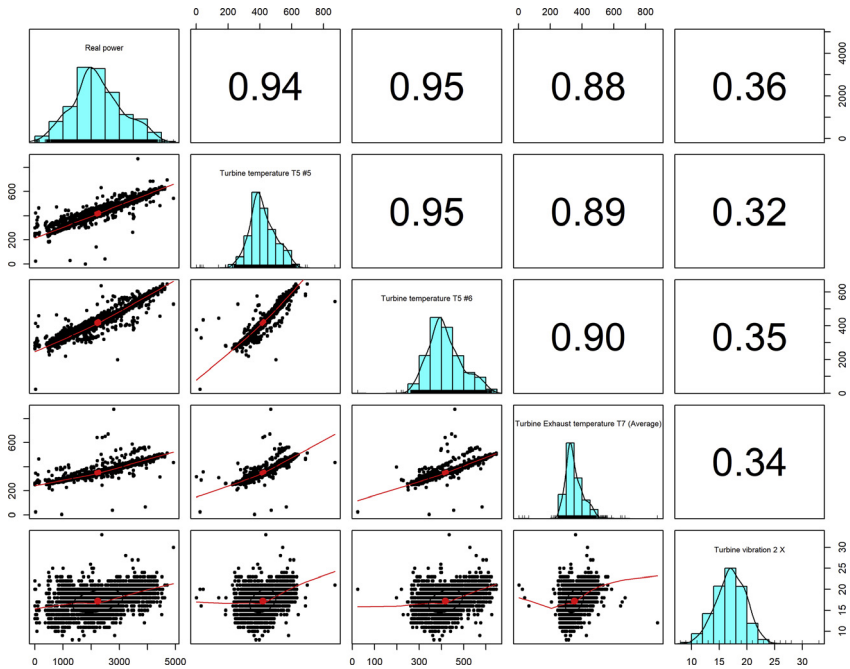 0 200 400 600 800
0 200 400 600 800
Real power
0.94
0.95
0.88
0.36
0 2000 4000
0 200 600
Turbine temperature T5 #5
0.95
0.89
0.32
Turbine temperature T5 #6
0.90
0.35
0 200 400 600
0 200 600
Turbine Exhaust temperature T7 (Average)
0.34
Turbine vibration 2 X
10 15 20 25 30
0 1000 3000 5000
0 100 300 500
10 15 20 25 30